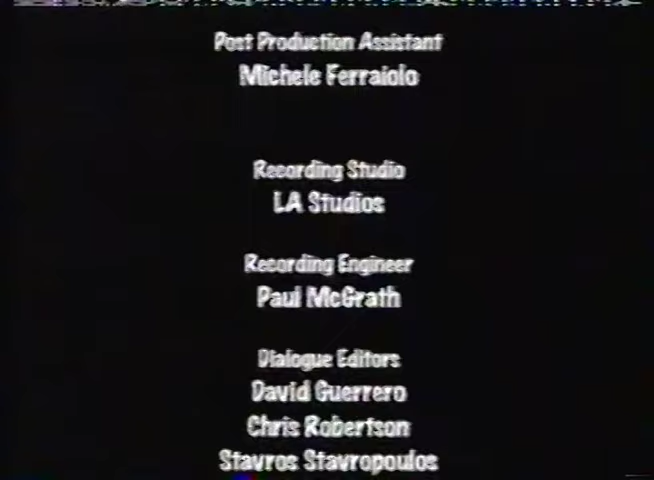 Post Production Assistant
Michele Ferraiolo
Recording Studio
LA Studios
Recording Engineer
Paul McGrath
Dialogue Editors
David Guerrero
Chris Robertson
Stavros Stavropoulos